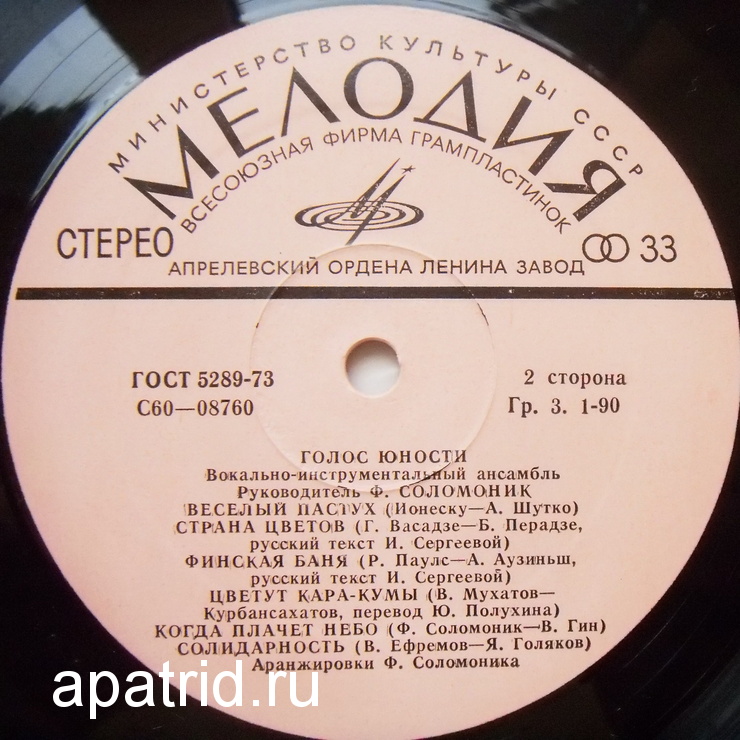 МИНИСТЕРСТВО КУЛЬТУРЫ СССР
МЕЛОДИЯ
ВСЕСОЮЗНАЯ ФИРМА ГРАМПЛАСТИНОК
СТЕРЕО
33
АПРЕЛЕВСКИЙ ОРДЕНА ЛЕНИНА ЗАВОД
ГОСТ 5289-73
2 сторона
С60—08760
Гр. 3. 1-90
ГОЛОС ЮНОСТИ
Вокально-инструментальный ансамбль
Руководитель Ф. СОЛОМОНИК
ВЕСЕЛЫЙ ПАСТУХ (Ионеску—А. Шутко)
СТРАНА ЦВЕТОВ (Г. Васадзе—Б. Перадзе,
русский текст И. Сергеевой)
ФИНСКАЯ БАНЯ (Р. Паулс—А. Аузиньш,
русский текст И. Сергеевой)
ЦВЕТУТ КАРА-КУМЫ (В. Мухатов—
Курбансахатов, перевод Ю. Полухина)
КОГДА ПЛАЧЕТ НЕБО (Ф. Соломоник—В. Гин)
СОЛИДАРНОСТЬ (В. Ефремов—Я. Голяков)
Аранжировки Ф. Соломоника
apatrid.ru